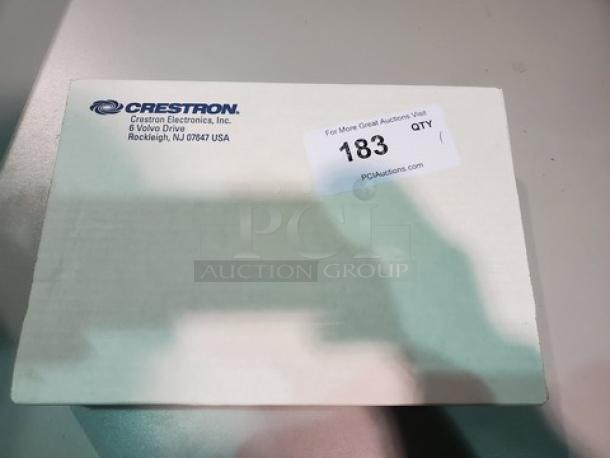 CRESTRON.
Crestron Electronics, Inc.
6 Volvo Drive
Rockleigh, NJ 07647 USA
For More Great Auctions Visit
183 QTY
PCIAuctions.com
PCI
AUCTION GROUP